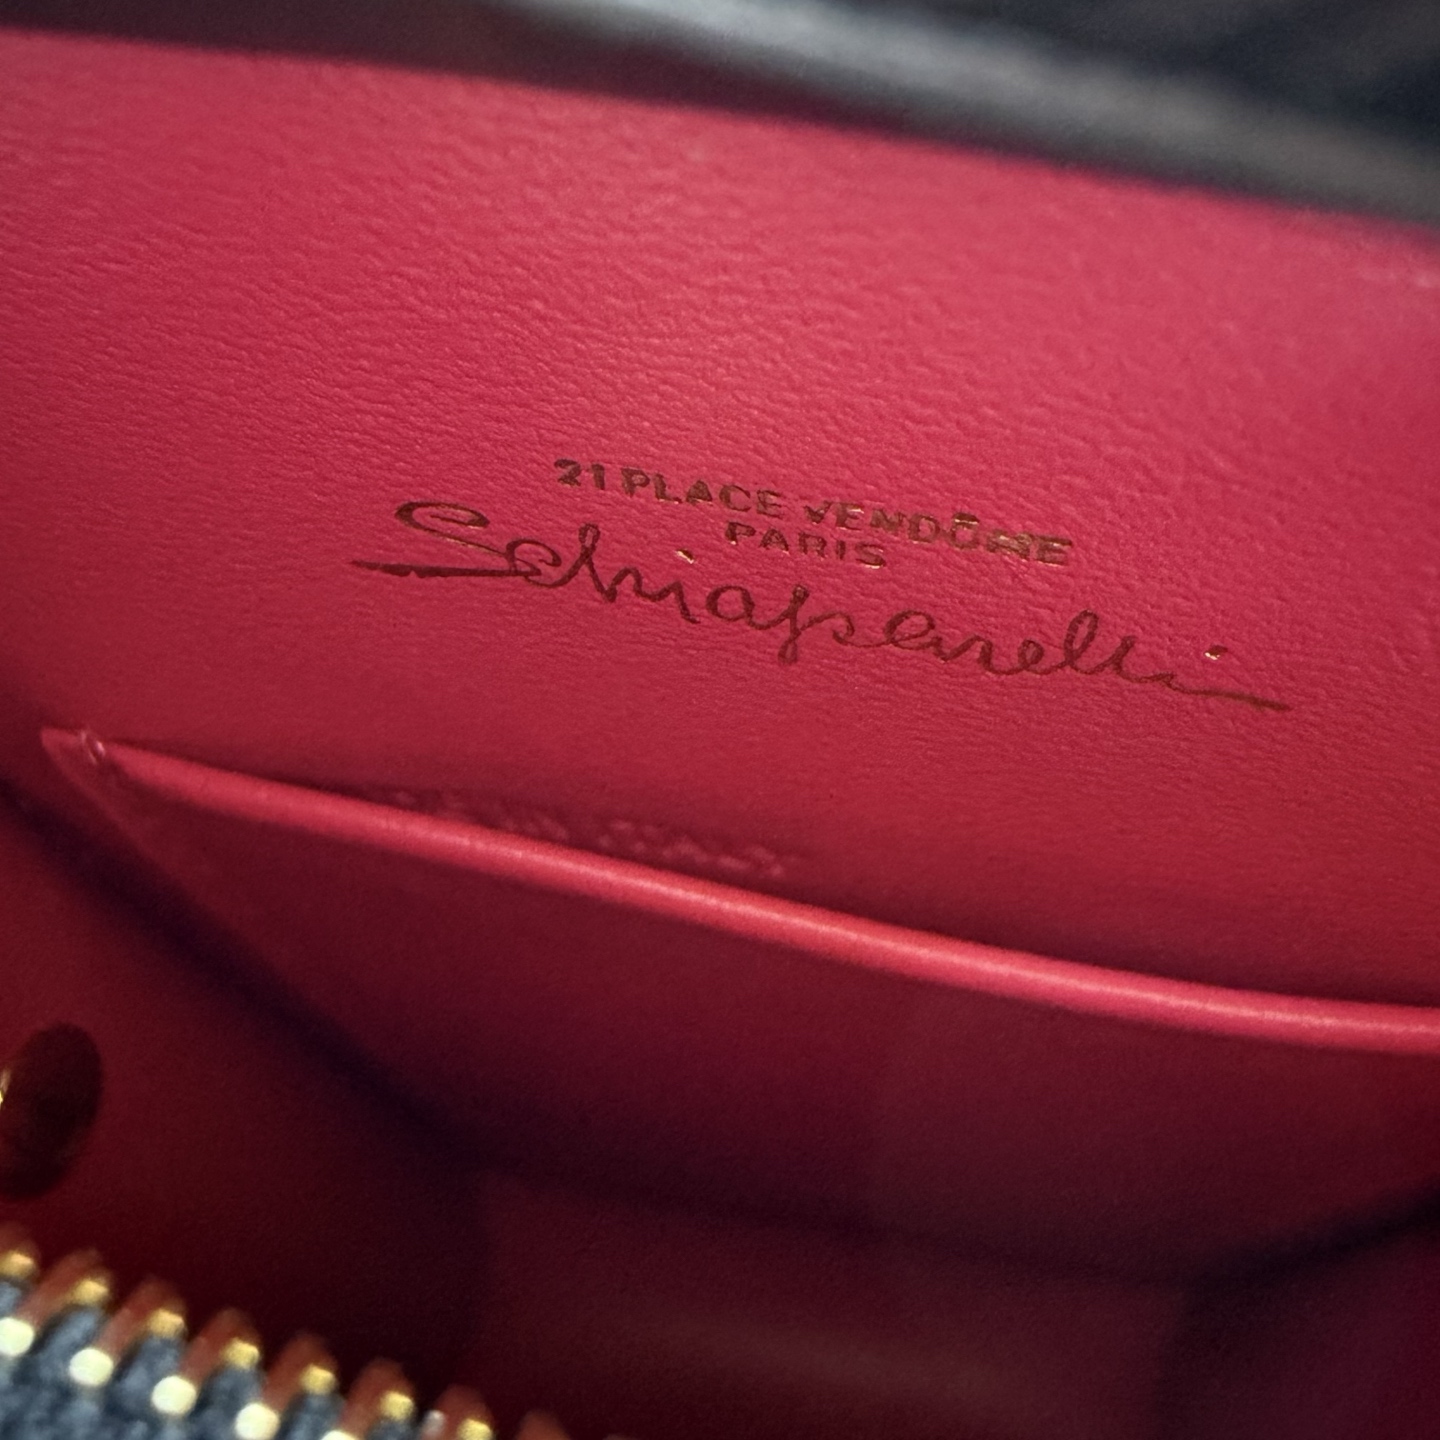 21 PLACE VENDÔME
PARIS
Schiaparelli